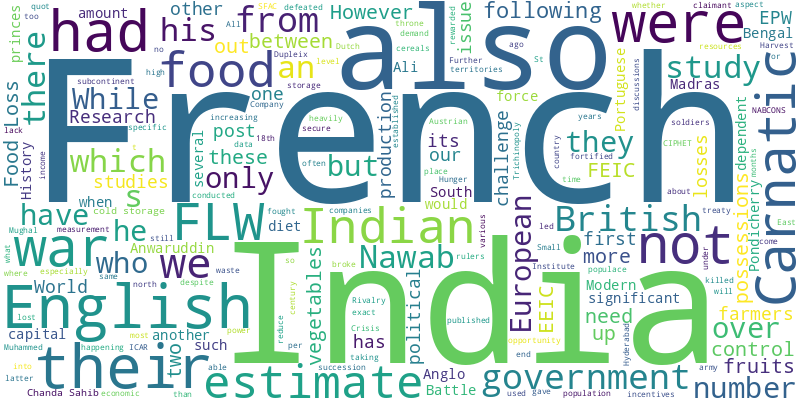 French
India
also
had
were
their
English
war
Carnatic
not
we
FLW
Indian
British
government
estimate
food
from
his
study
European
Nawab
While
which
an
there
they
but
only
he
who
have
number
over
following
EPW
Bengal
issue
between
out
Ali
Research
Food Loss
these
post
its
our
production
challenge
force
Portuguese
FEIC
losses
Madras
dependent
possessions
Pondicherry
farmers
control
fruits
significant
more
first
need
up
EEIC
political
vegetables
has
diet
South
would
several
studies
History
when
cold storage
Anwaruddin
World
capital
another
Such
two
Modern
Anglo
Battle
Chanda Sahib
princes
amount
other
However
one
s
quot
too
into
latter
Mughal
measurement
what
where
especially
lost
happening
ICAR
Muhammed
economic
most
than
north
despite
waste
same
still
fought
companies
various
rulers
populace
Institute
Small
published
Rivalry
exact
Crisis
taking
succession
opportunity
Hyderabad
killed
used
gave
population
incentives
army
under
treaty
led
broke
century
reduce
power
able
per
end
so
conducted
increasing
data
often
secure
18th
Company
heavily
place
Hunger
Austrian
established
Trichinopoly
country
fortified
time
years
specific
lack
income
subcontinent
high
storage
no
SFAC
defeated
Dutch
Dupleix
cereals
Further
territories
ago
St
rewarded
claimant
throne
demand
level
aspect
whether
resources
Harvest
for
NABCONS
soldiers
discussions
CIPHET
months
about
East
come
will
t